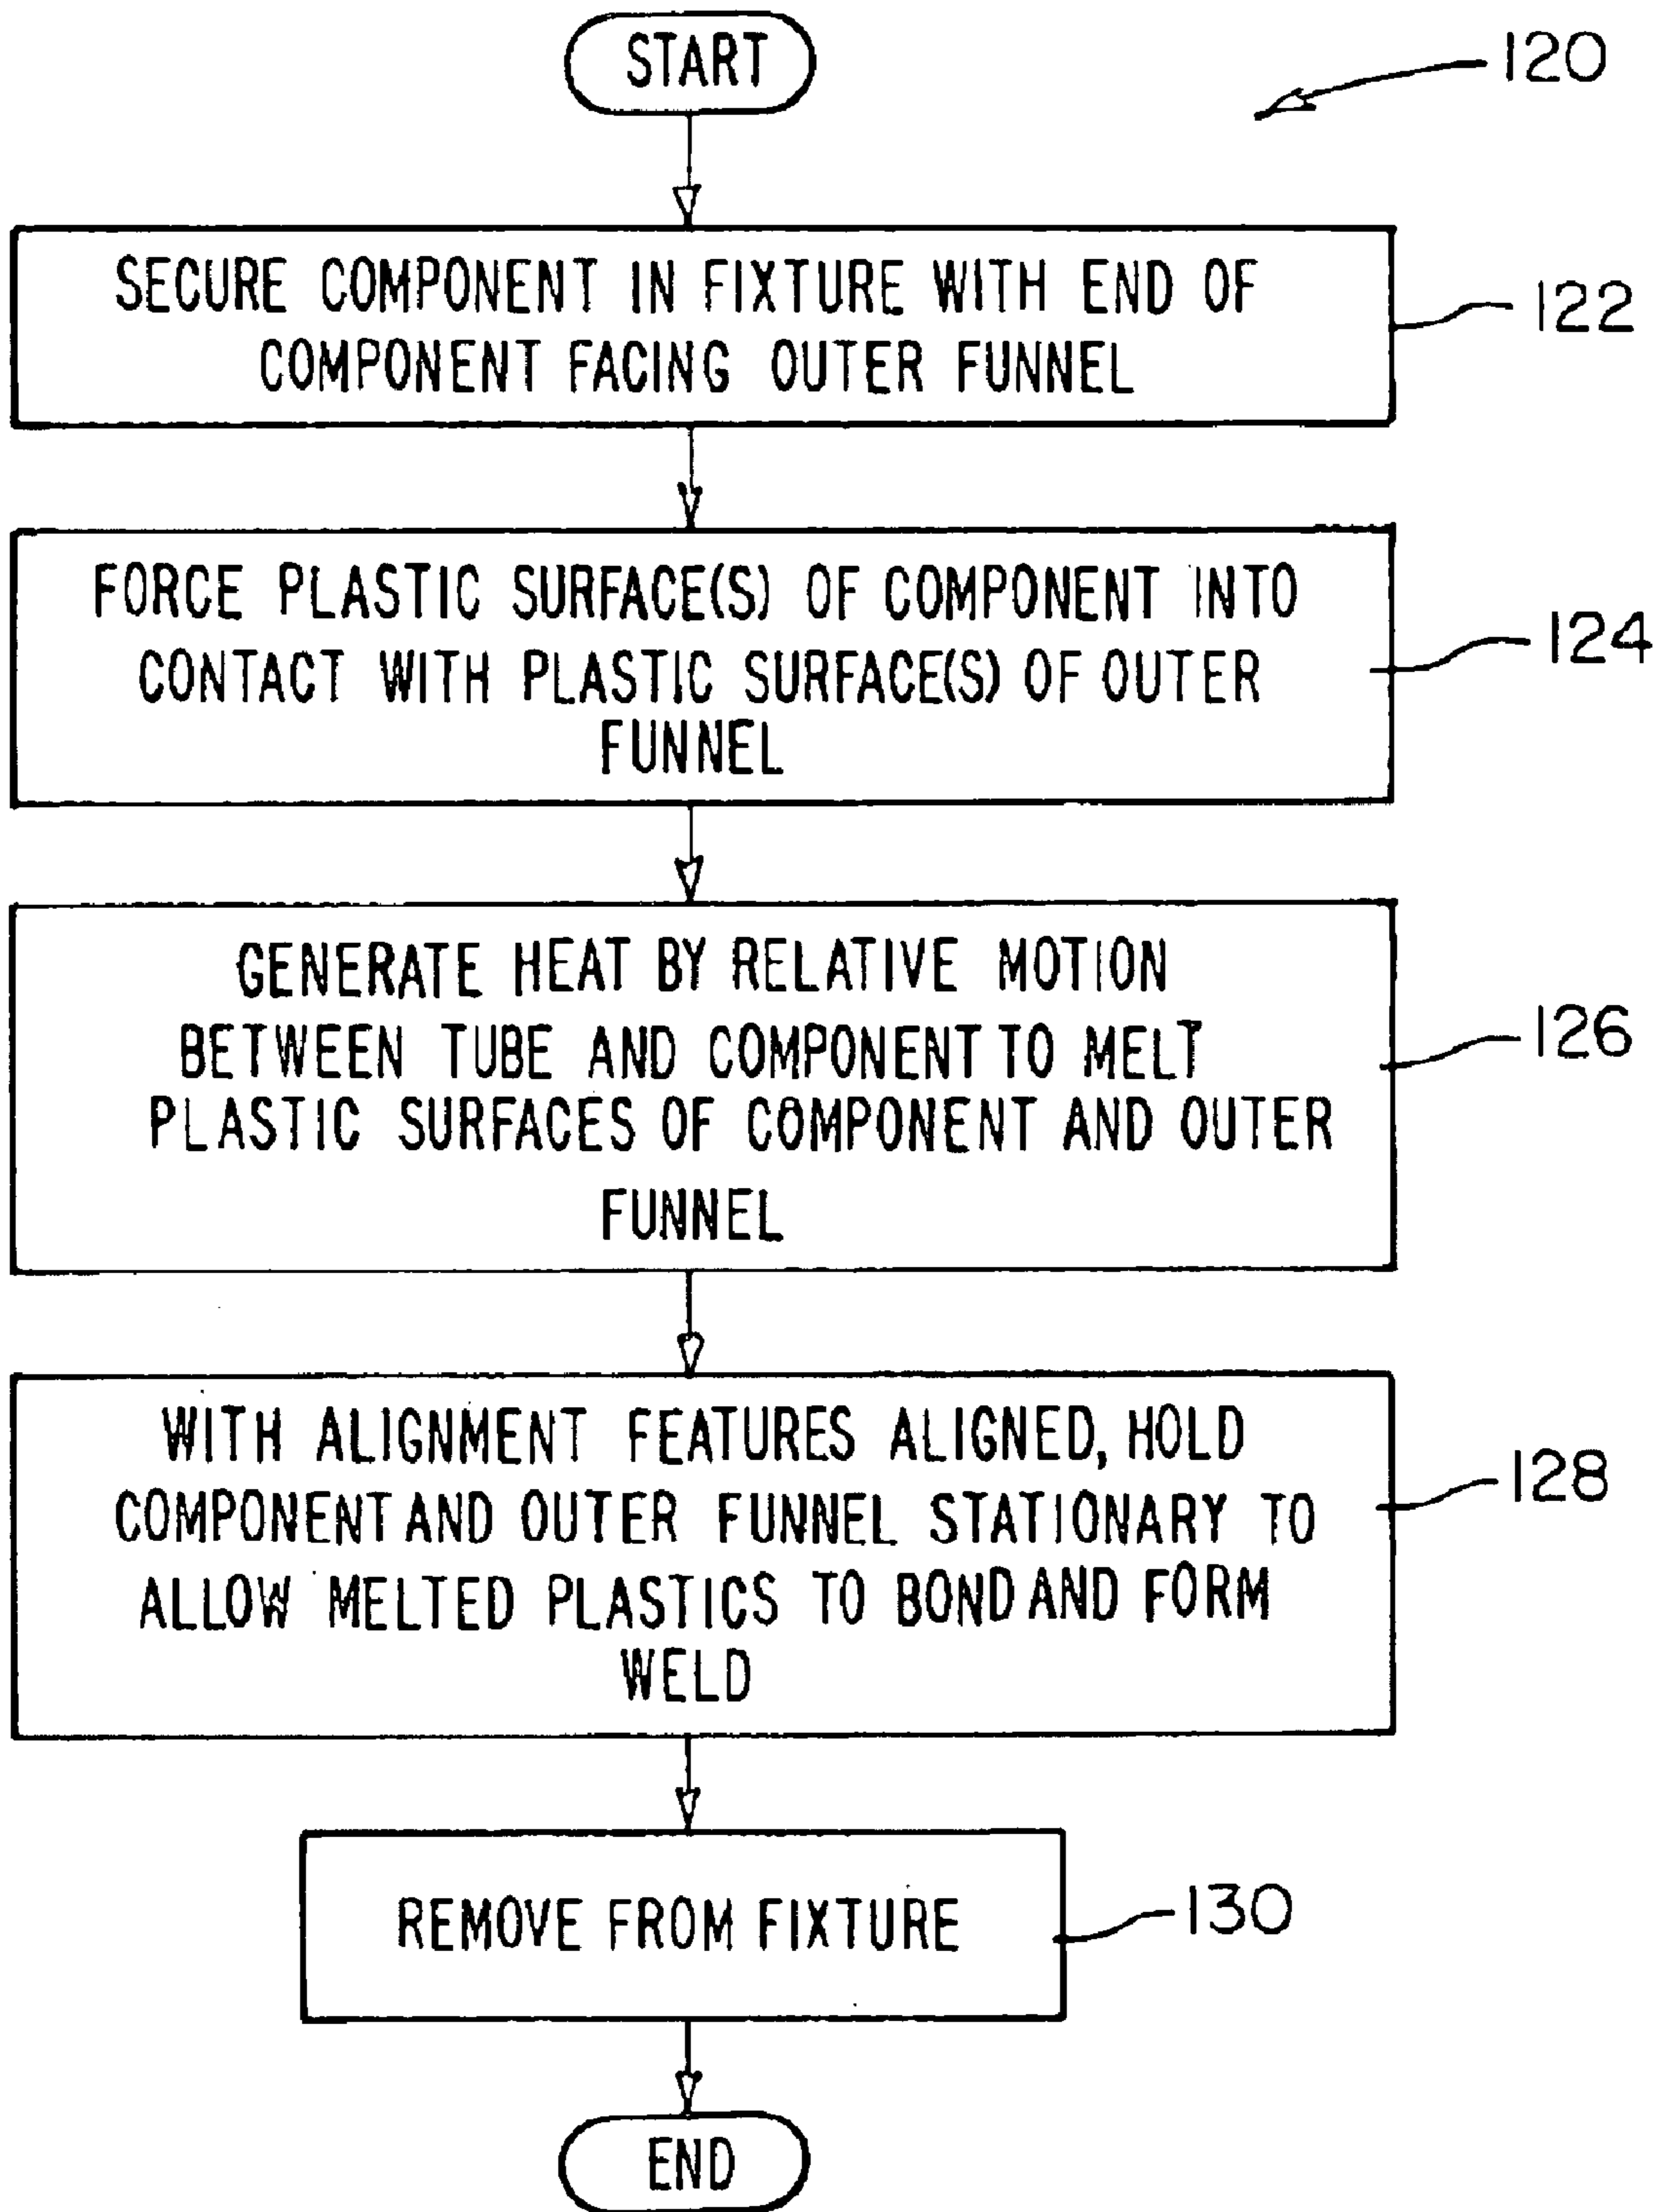 START
120
SECURE COMPONENT IN FIXTURE WITH END OF
COMPONENT FACING OUTER FUNNEL
122
FORCE PLASTIC SURFACE(S) OF COMPONENT INTO
CONTACT WITH PLASTIC SURFACE(S) OF OUTER
FUNNEL
124
GENERATE HEAT BY RELATIVE MOTION
BETWEEN TUBE AND COMPONENT TO MELT
PLASTIC SURFACES OF COMPONENT AND OUTER
FUNNEL
126
WITH ALIGNMENT FEATURES ALIGNED, HOLD
COMPONENT AND OUTER FUNNEL STATIONARY TO
ALLOW MELTED PLASTICS TO BOND AND FORM
WELD
128
REMOVE FROM FIXTURE
130
END